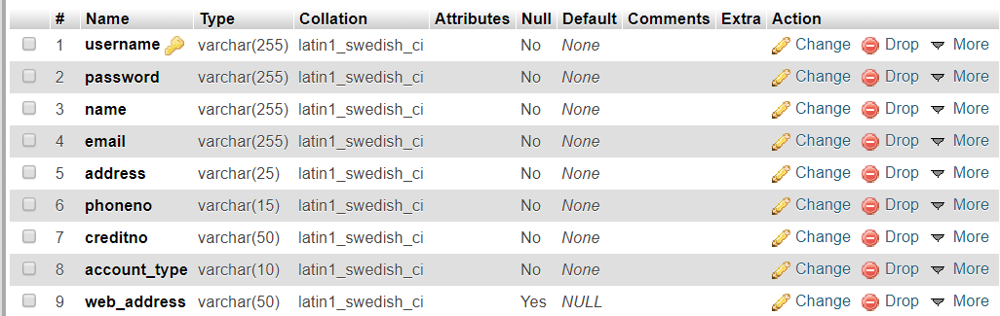 # Name Type Collation Attributes Null Default Comments Extra Action
1 username varchar(255) latin1_swedish_ci No None Change Drop More
2 password varchar(255) latin1_swedish_ci No None Change Drop More
3 name varchar(255) latin1_swedish_ci No None Change Drop More
4 email varchar(255) latin1_swedish_ci No None Change Drop More
5 address varchar(25) latin1_swedish_ci No None Change Drop More
6 phoneno varchar(15) latin1_swedish_ci No None Change Drop More
7 creditno varchar(50) latin1_swedish_ci No None Change Drop More
8 account_type varchar(10) latin1_swedish_ci No None Change Drop More
9 web_address varchar(50) latin1_swedish_ci Yes NULL Change Drop More